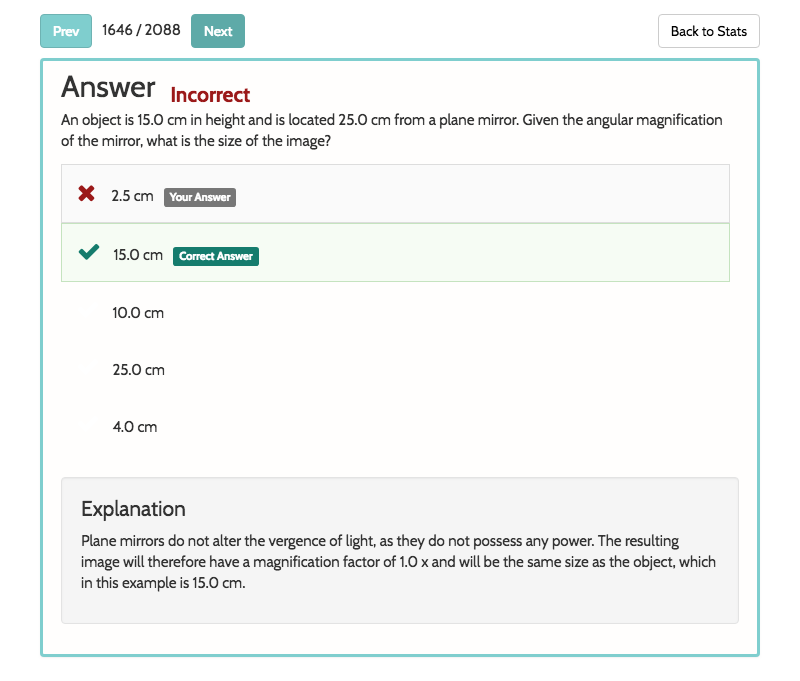 Prev 1646 / 2088 Next Back to Stats
Answer Incorrect
An object is 15.0 cm in height and is located 25.0 cm from a plane mirror. Given the angular magnification
of the mirror, what is the size of the image?
2.5 cm Your Answer
15.0 cm Correct Answer
10.0 cm
25.0 cm
4.0 cm
Explanation
Plane mirrors do not alter the vergence of light, as they do not possess any power. The resulting
image will therefore have a magnification factor of 1.0 x and will be the same size as the object, which
in this example is 15.0 cm.